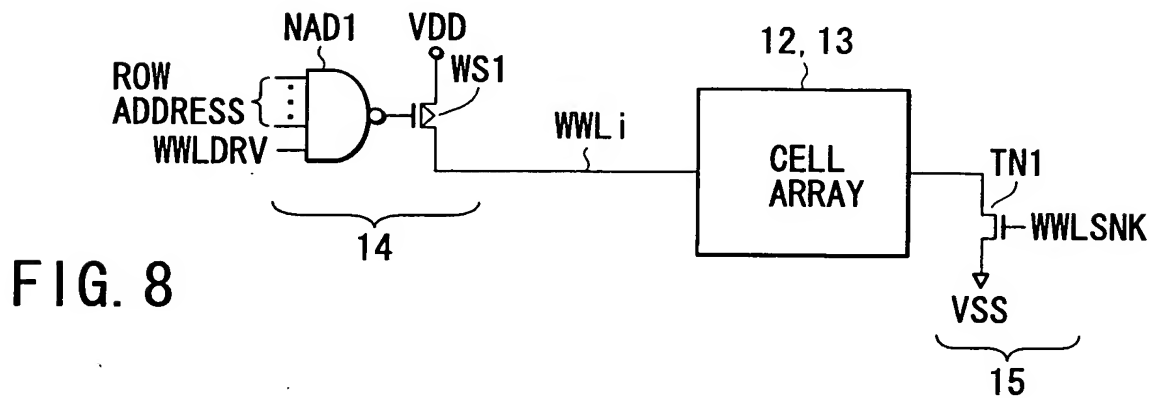 NAD1
VDD
WS1
ROW
ADDRESS
WWLDRV
14
WWLi
12, 13
CELL
ARRAY
TN1
WWLSNK
VSS
15
FIG. 8